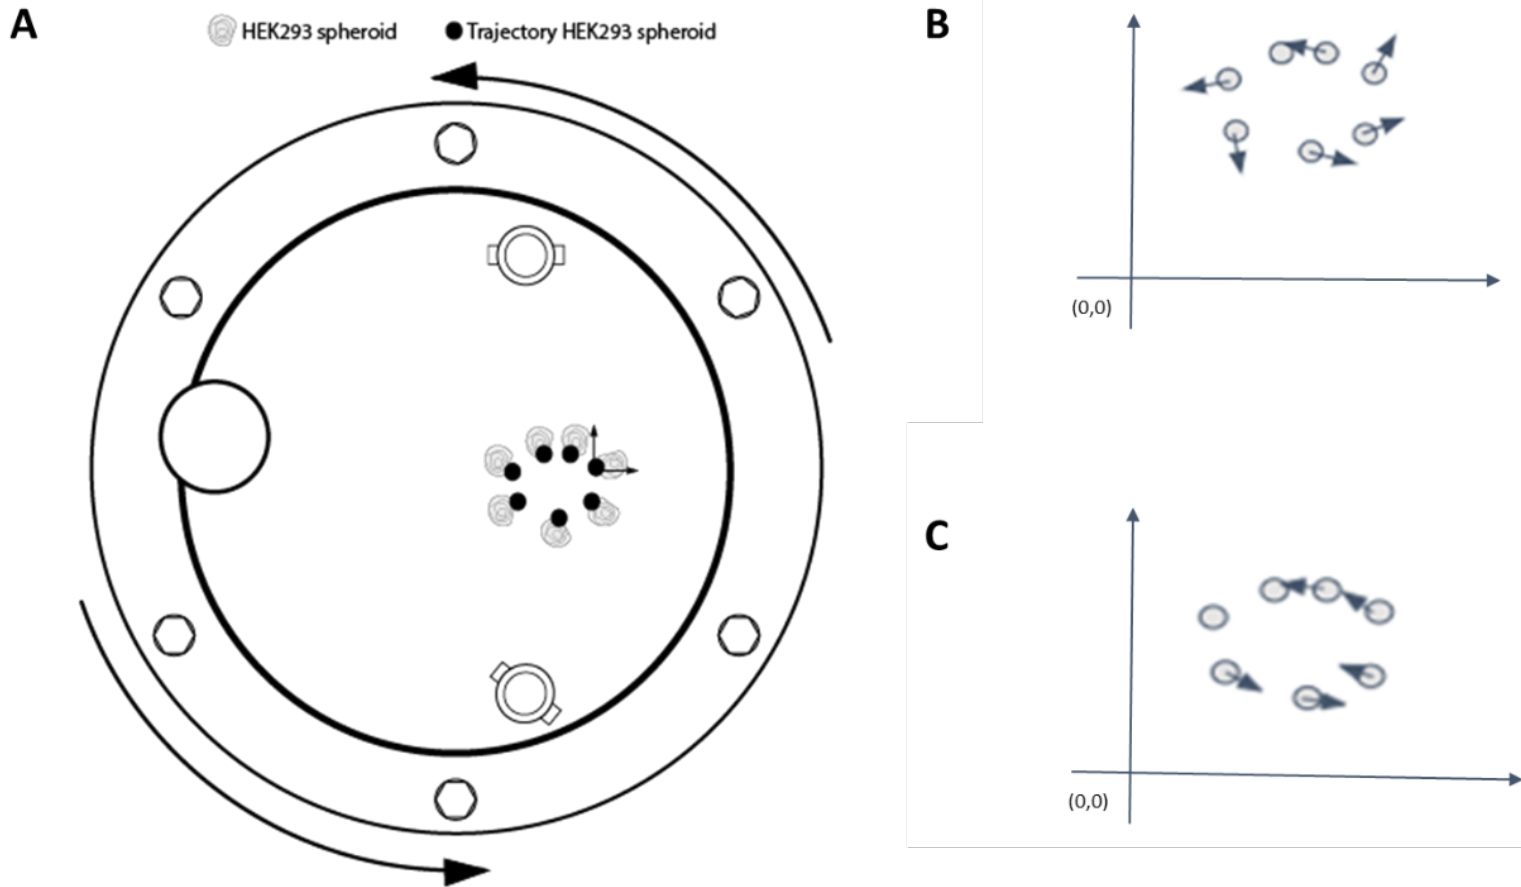 A
HEK293 spheroid
Trajectory HEK293 spheroid
B
(0,0)
C
(0,0)